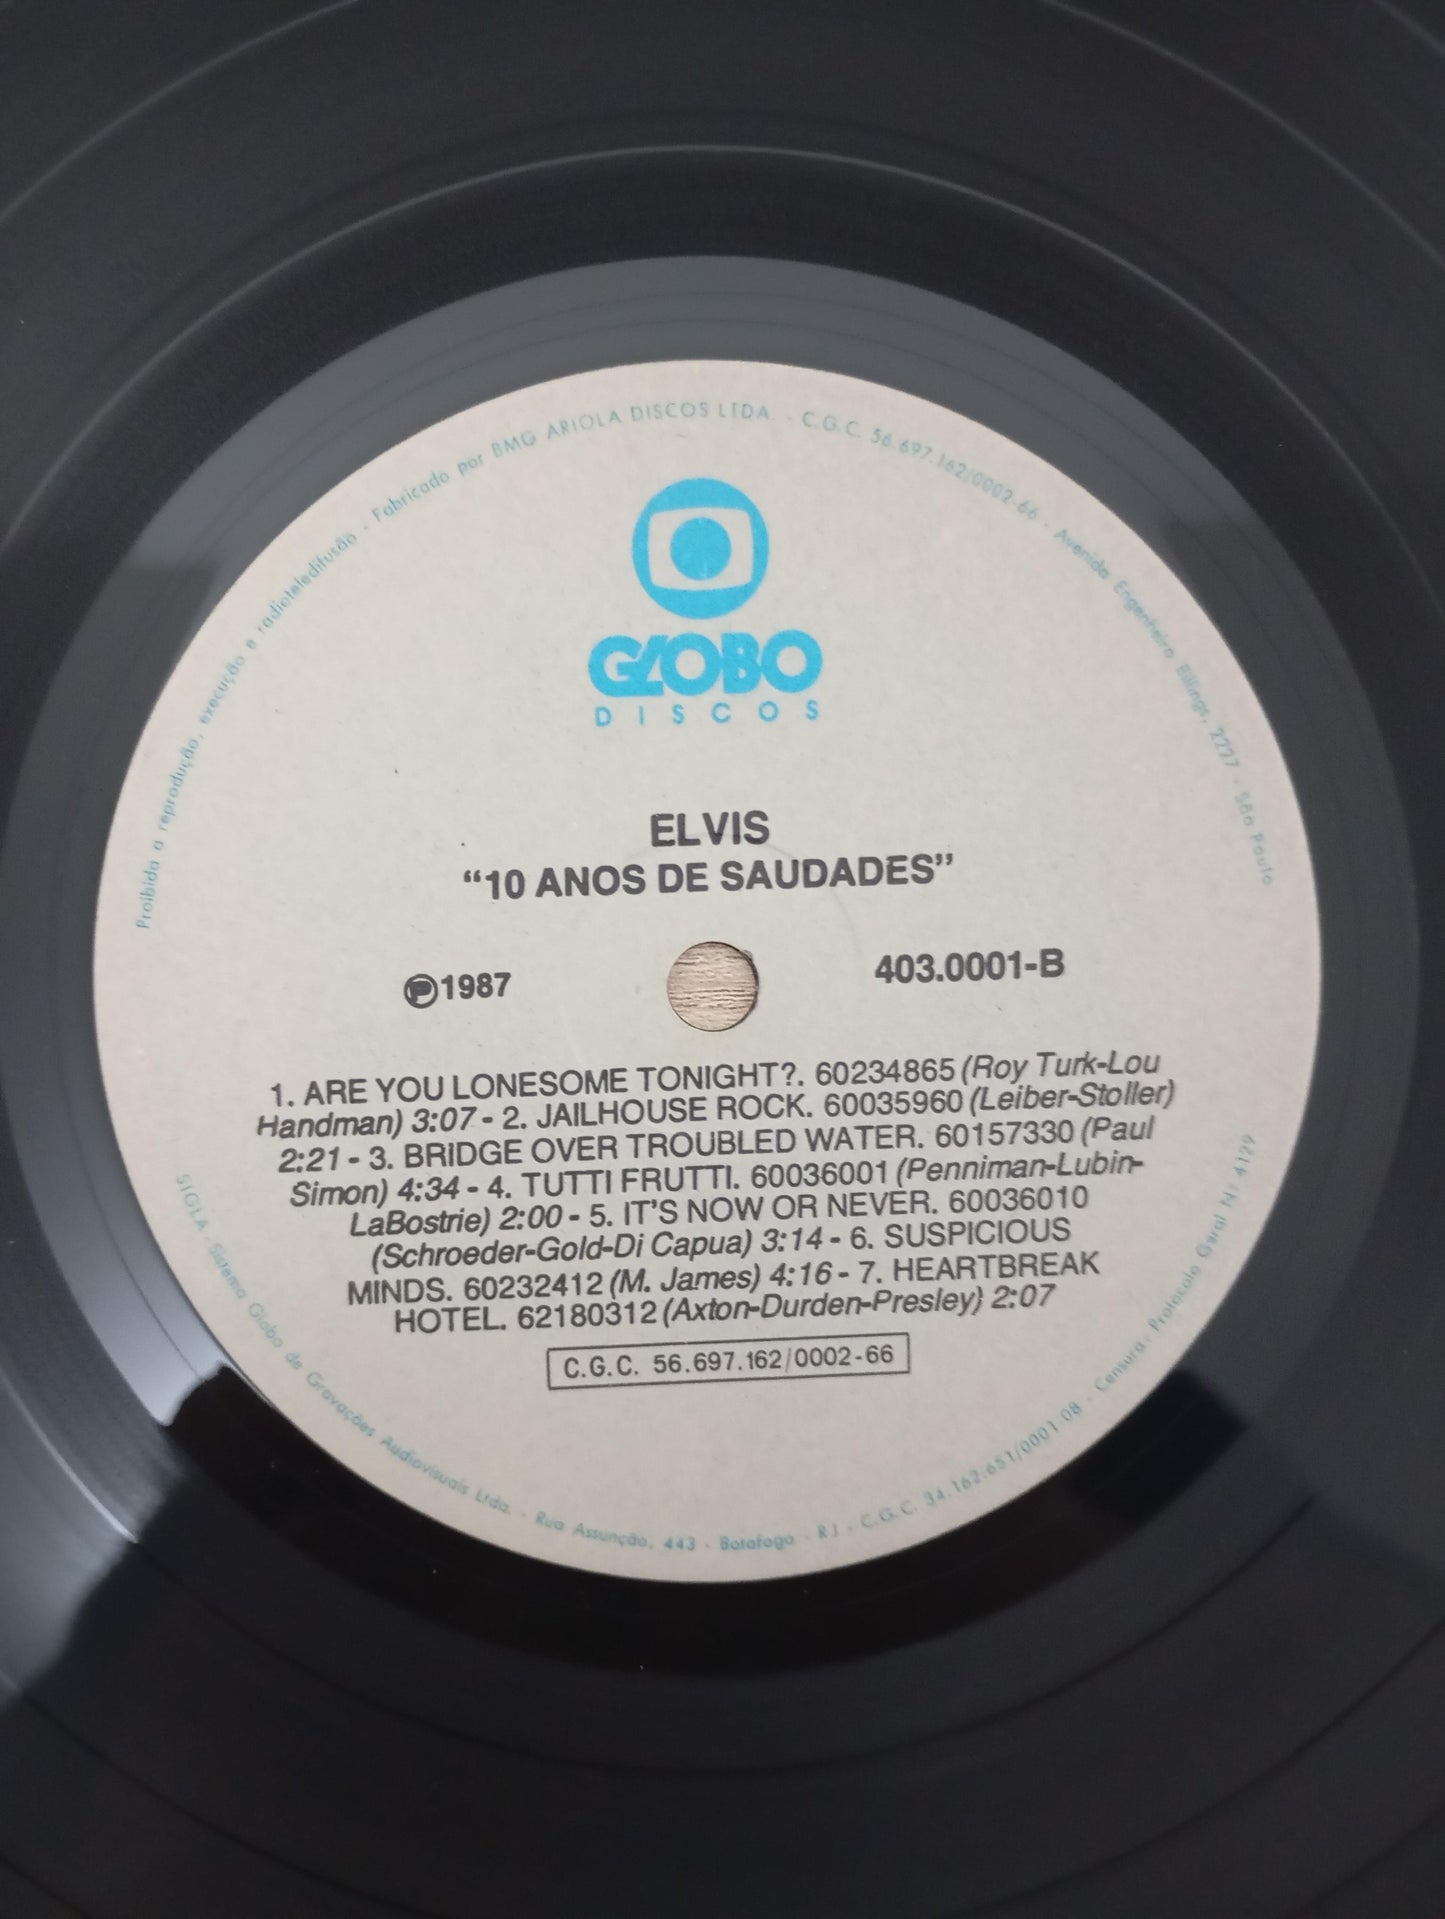 Proibida a reprodução, execução e radioteledifusão · Fabricado por BMG ARIOLA DISCOS LTDA. · C.G.C. 56.697.162/0002-66 · Avenida Engenheiro Billings, 2227 · São Paulo
GLOBO
DISCOS
ELVIS
“10 ANOS DE SAUDADES”
℗1987
403.0001-B
1. ARE YOU LONESOME TONIGHT?. 60234865 (Roy Turk-Lou
Handman) 3:07 - 2. JAILHOUSE ROCK. 60035960 (Leiber-Stoller)
2:21 - 3. BRIDGE OVER TROUBLED WATER. 60157330 (Paul
Simon) 4:34 - 4. TUTTI FRUTTI. 60036001 (Penniman-Lubin-
LaBostrie) 2:00 - 5. IT'S NOW OR NEVER. 60036010
(Schroeder-Gold-Di Capua) 3:14 - 6. SUSPICIOUS
MINDS. 60232412 (M. James) 4:16 - 7. HEARTBREAK
HOTEL. 62180312 (Axton-Durden-Presley) 2:07
C.G.C. 56.697.162/0002-66
SIGLA. Sistema Globo de Gravações Audiovisuais Ltda. · Rua Assunção, 443 · Botafogo · RJ · C.G.C. 34.162.651/0001-08 · Censura · Protocolo Geral Nº 4129